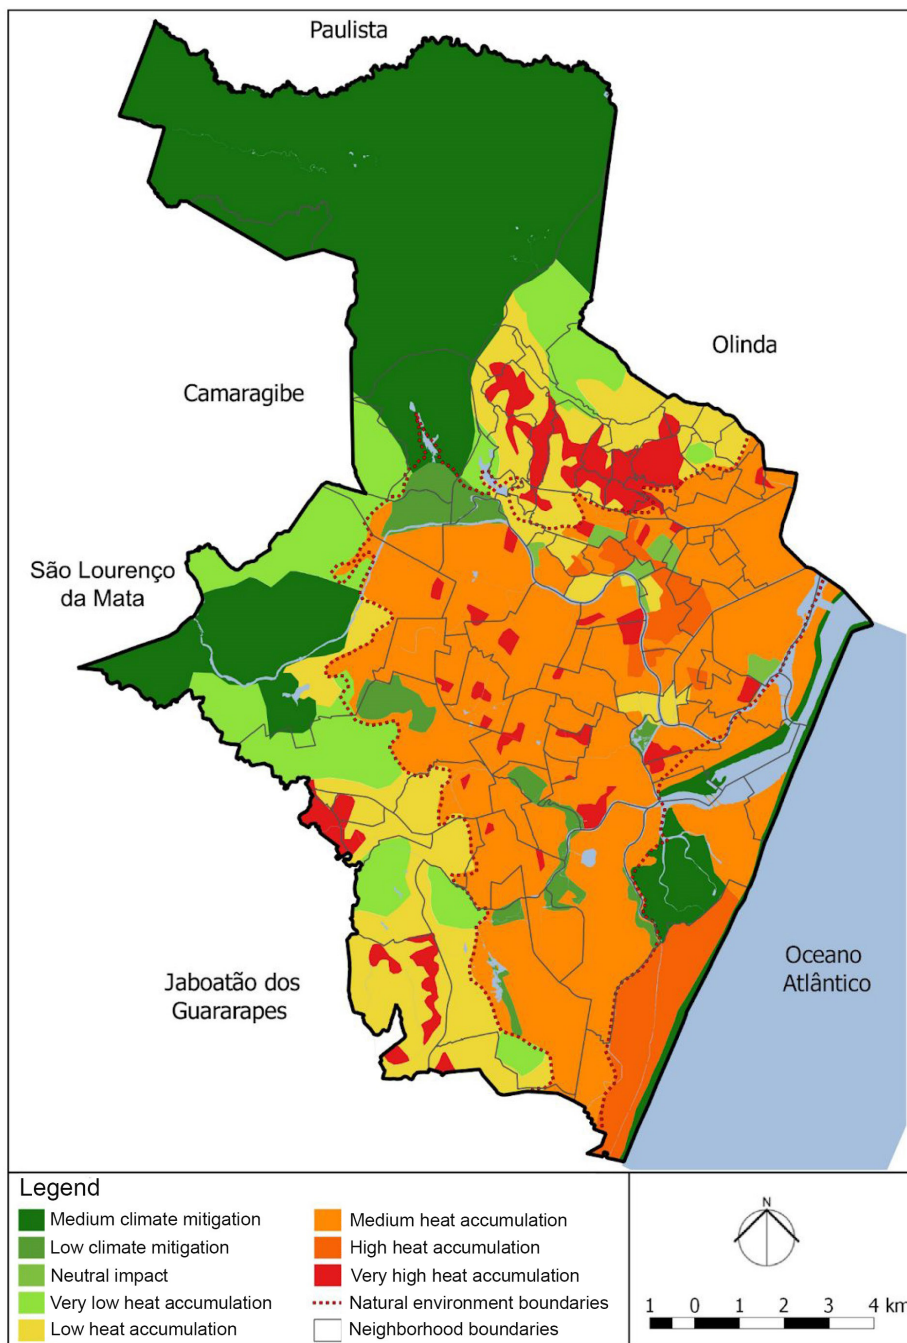 Paulista
Olinda
Camaragibe
São Lourenço
da Mata
Oceano
Atlântico
Jaboatão dos
Guararapes
Legend
Medium climate mitigation
Low climate mitigation
Neutral impact
Very low heat accumulation
Low heat accumulation
Medium heat accumulation
High heat accumulation
Very high heat accumulation
Natural environment boundaries
Neighborhood boundaries
N
1 0 1 2 3 4 km